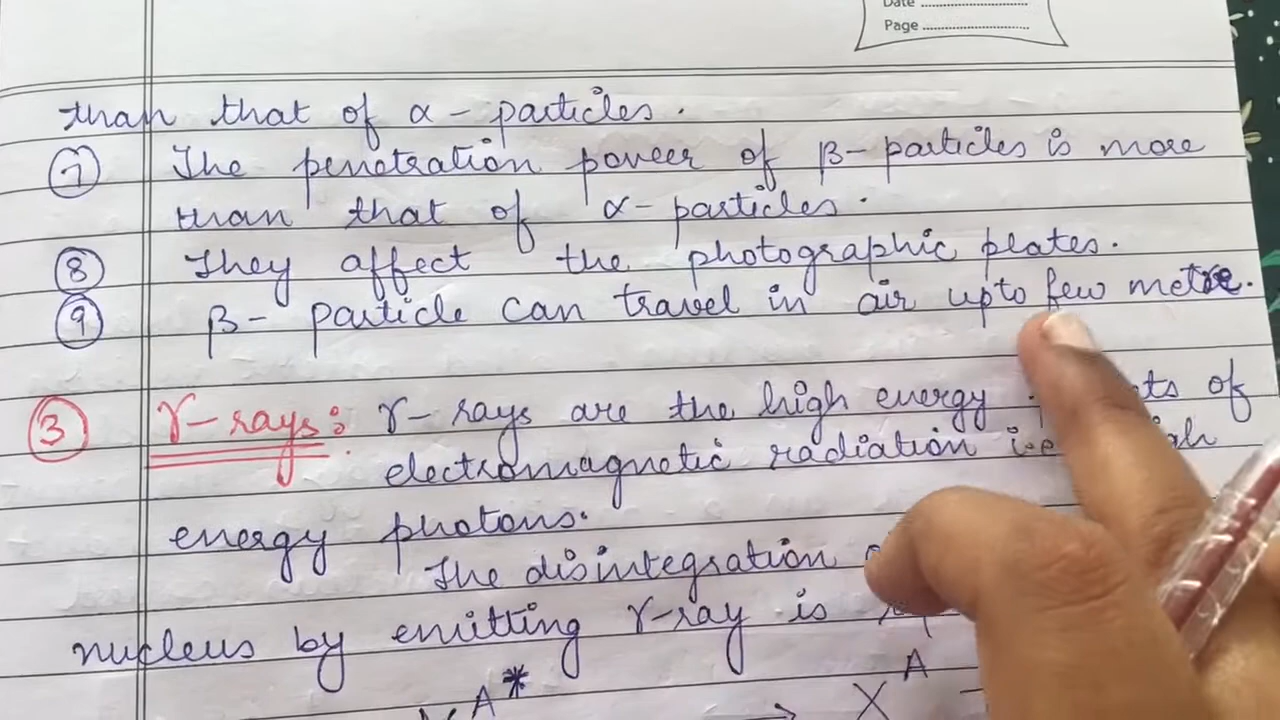 Date ...........................
Page ...........................
than that of α - particles.
⑦ The penetration power of β- particles is more
than that of α- particles.
⑧ They affect the photographic plates.
⑨ β- particle can travel in air upto few metre.
③ γ-rays: γ- rays are the high energy of
electromagnetic radiation i.e
energy photons.
The disintegration
nucleus by emitting γ-ray is
A* → X A